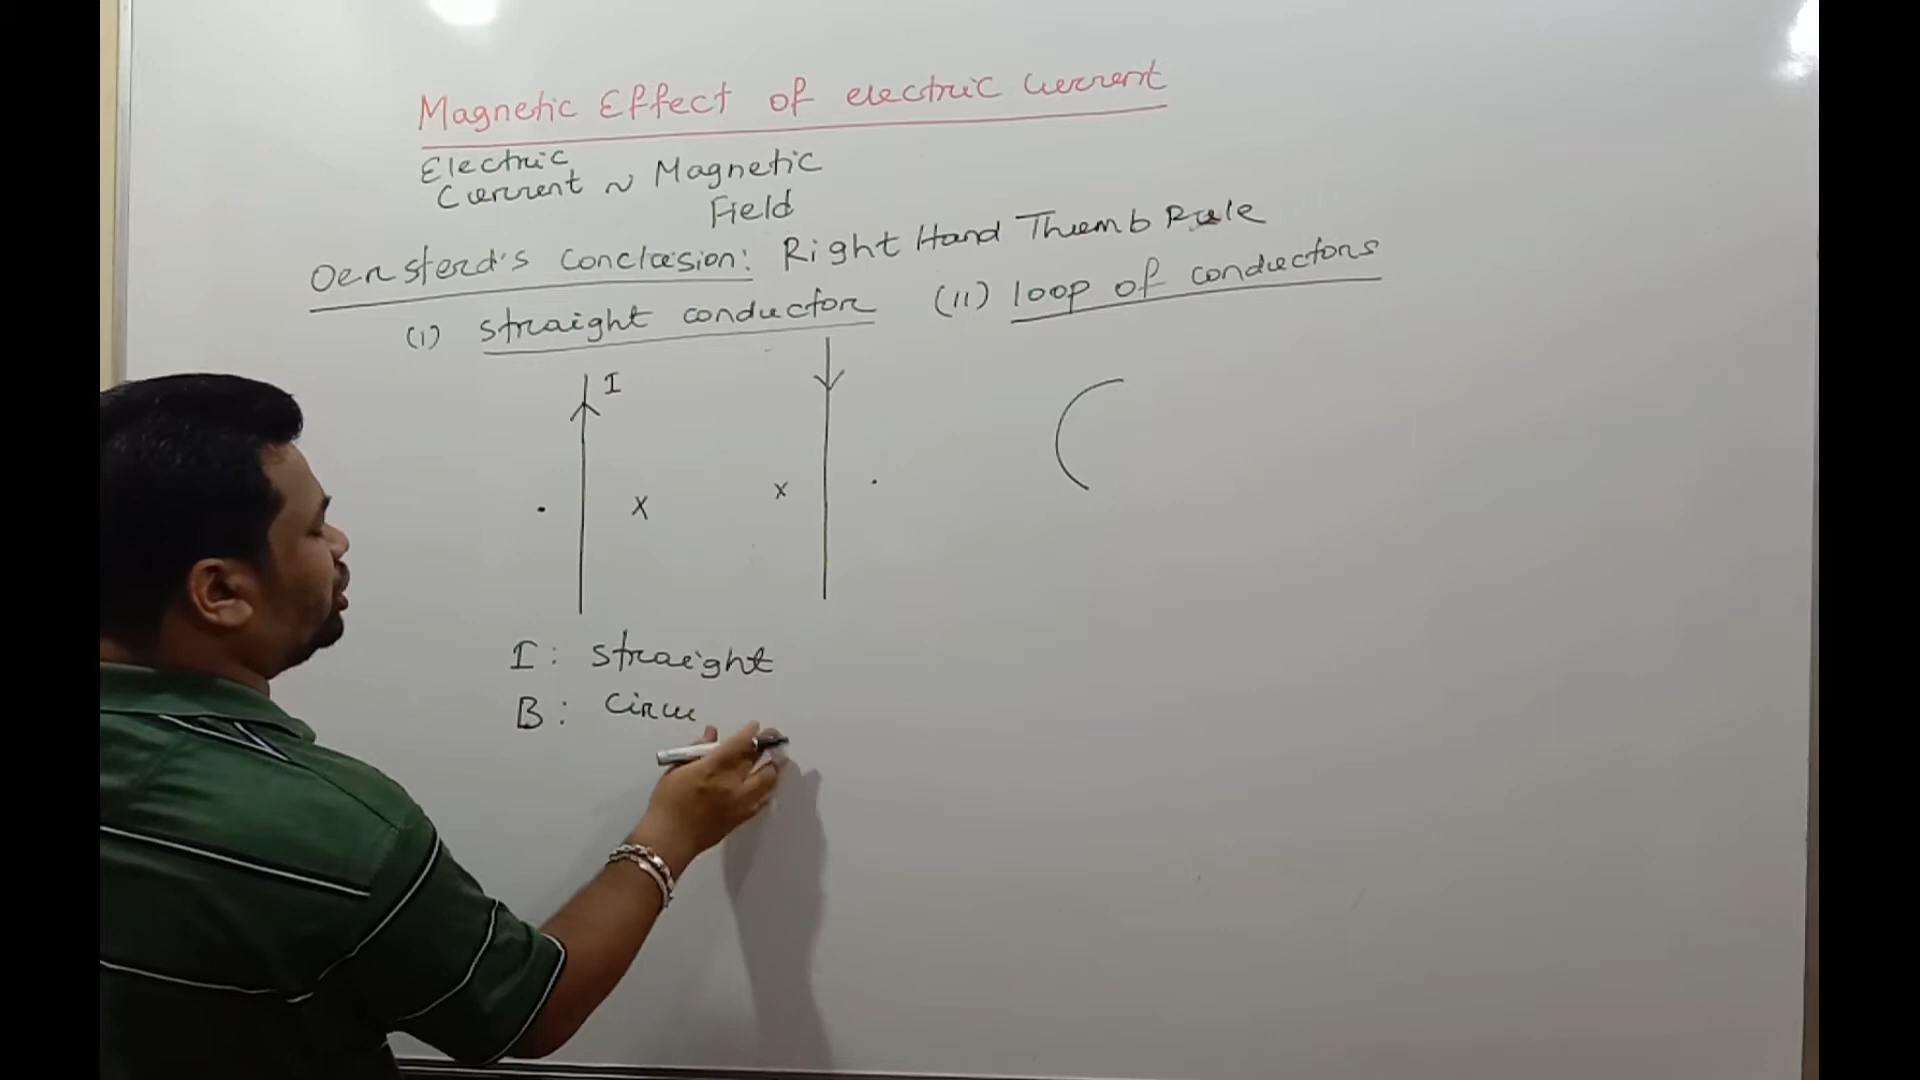 Magnetic Effect of electric current
Electric
Current ~ Magnetic
Field
Oersterd's conclusion: Right Hand Thumb Rule
(i) straight conductor (ii) loop of conductors
I
. X
X .
I: straight
B: Circu